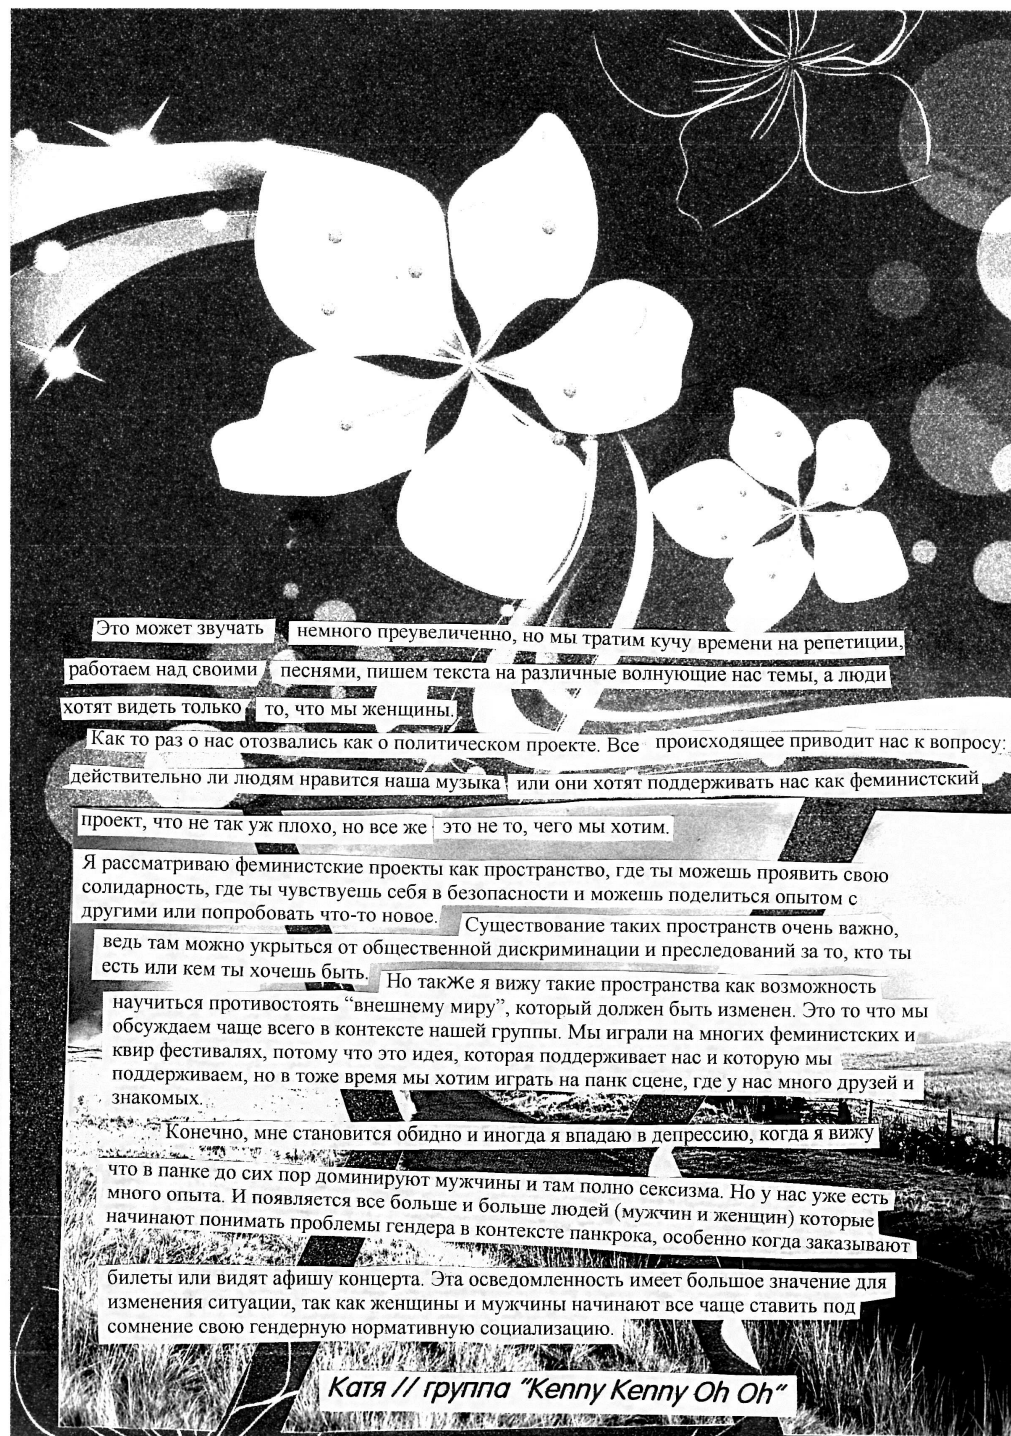 Это может звучать немного преувеличенно, но мы тратим кучу времени на репетиции,
работаем над своими песнями, пишем текста на различные волнующие нас темы, а люди
хотят видеть только то, что мы женщины.
Как то раз о нас отозвались как о политическом проекте. Все происходящее приводит нас к вопросу:
действительно ли людям нравится наша музыка или они хотят поддерживать нас как феминистский
проект, что не так уж плохо, но все же это не то, чего мы хотим.
Я рассматриваю феминистские проекты как пространство, где ты можешь проявить свою
солидарность, где ты чувствуешь себя в безопасности и можешь поделиться опытом с
другими или попробовать что-то новое. Существование таких пространств очень важно,
ведь там можно укрыться от общественной дискриминации и преследований за то, кто ты
есть или кем ты хочешь быть. Но такЖе я вижу такие пространства как возможность
научиться противостоять “внешнему миру”, который должен быть изменен. Это то что мы
обсуждаем чаще всего в контексте нашей группы. Мы играли на многих феминистских и
квир фестивалях, потому что это идея, которая поддерживает нас и которую мы
поддерживаем, но в тоже время мы хотим играть на панк сцене, где у нас много друзей и
знакомых.
Конечно, мне становится обидно и иногда я впадаю в депрессию, когда я вижу
что в панке до сих пор доминируют мужчины и там полно сексизма. Но у нас уже есть
много опыта. И появляется все больше и больше людей (мужчин и женщин) которые
начинают понимать проблемы гендера в контексте панкрока, особенно когда заказывают
билеты или видят афишу концерта. Эта осведомленность имеет большое значение для
изменения ситуации, так как женщины и мужчины начинают все чаще ставить под
сомнение свою гендерную нормативную социализацию.
Катя // группа “Kenny Kenny Oh Oh”